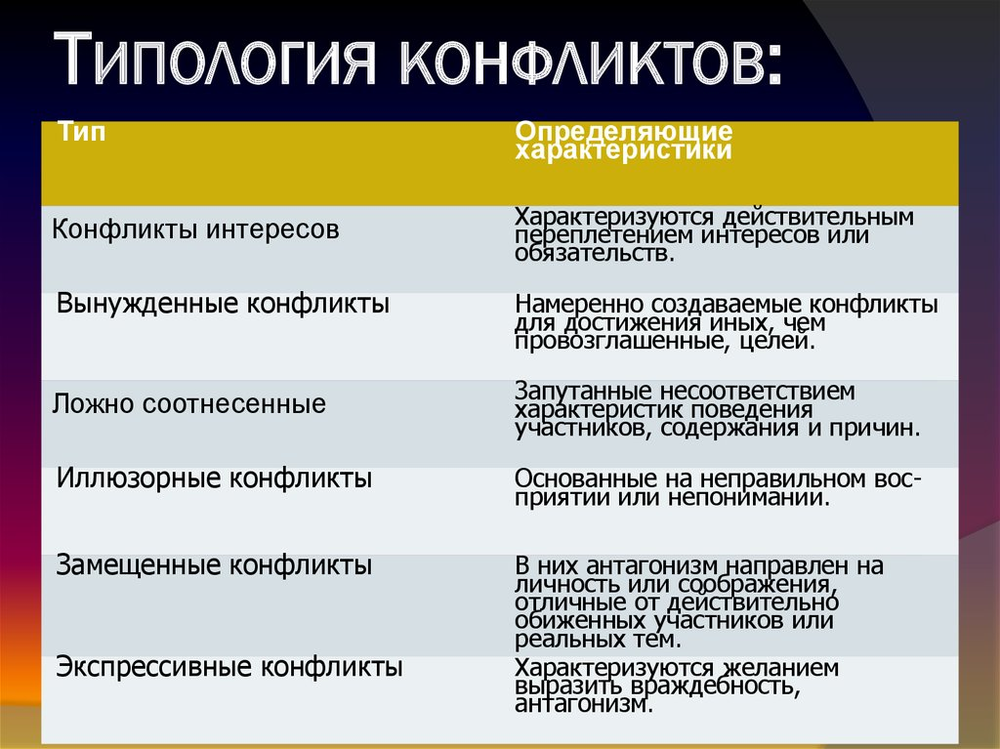 Типология конфликтов:
Тип
Определяющие
характеристики
Конфликты интересов
Характеризуются действительным
переплетением интересов или
обязательств.
Вынужденные конфликты
Намеренно создаваемые конфликты
для достижения иных, чем
провозглашенные, целей.
Ложно соотнесенные
Запутанные несоответствием
характеристик поведения
участников, содержания и причин.
Иллюзорные конфликты
Основанные на неправильном вос-
приятии или непонимании.
Замещенные конфликты
В них антагонизм направлен на
личность или соображения,
отличные от действительно
обиженных участников или
реальных тем.
Экспрессивные конфликты
Характеризуются желанием
выразить враждебность,
антагонизм.